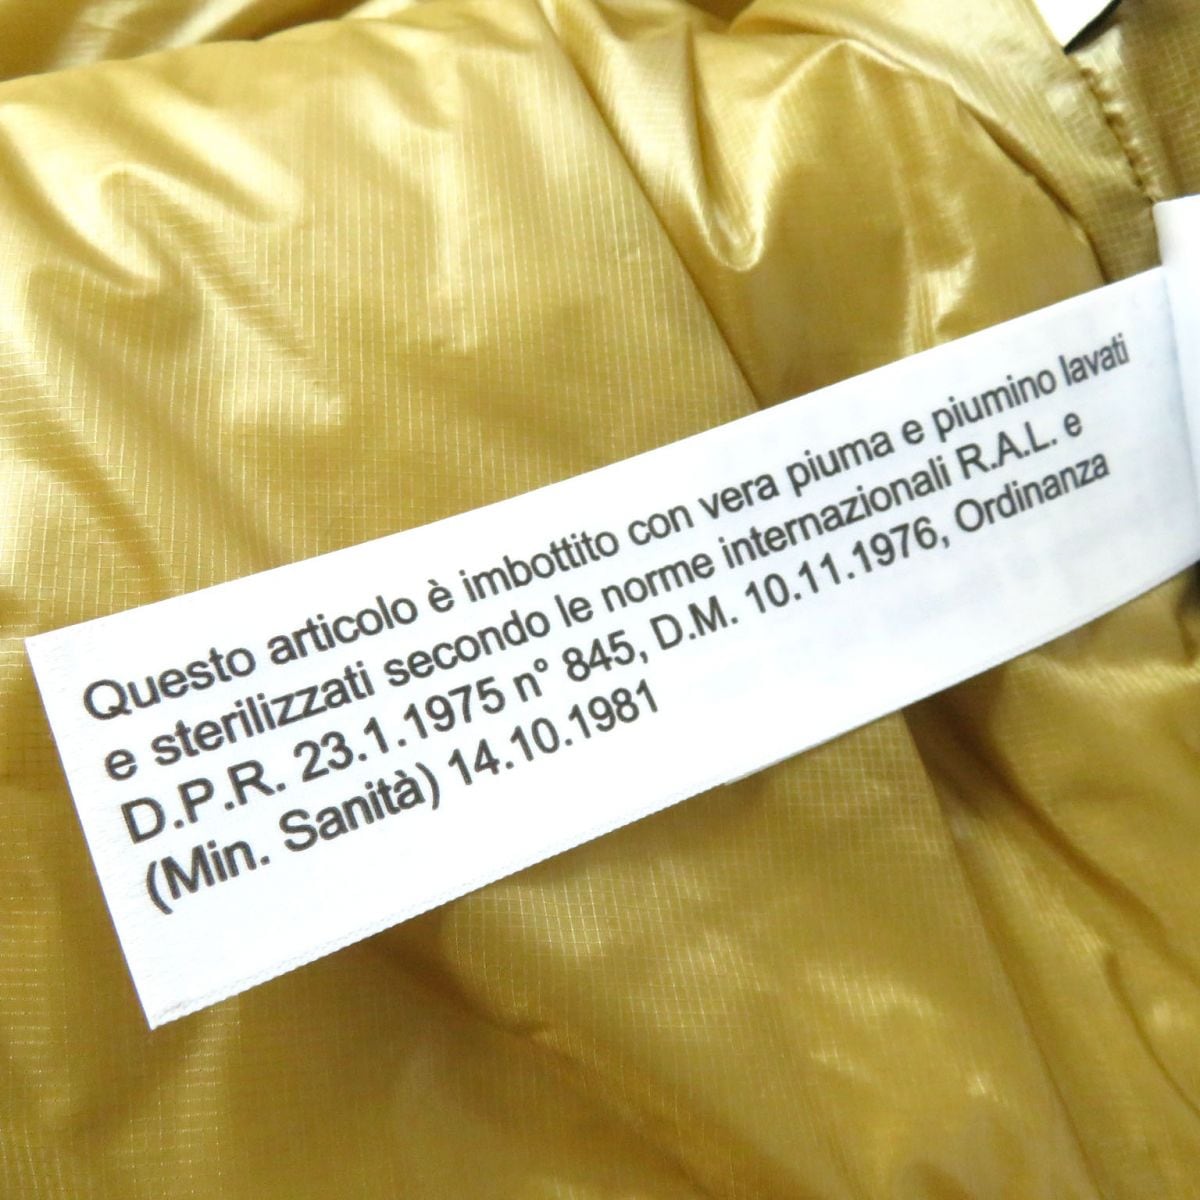 Questo articolo è imbottito con vera piuma e piumino lavati
e sterilizzati secondo le norme internazionali R.A.L. e
D.P.R. 23.1.1975 n° 845, D.M. 10.11.1976, Ordinanza
(Min. Sanità) 14.10.1981